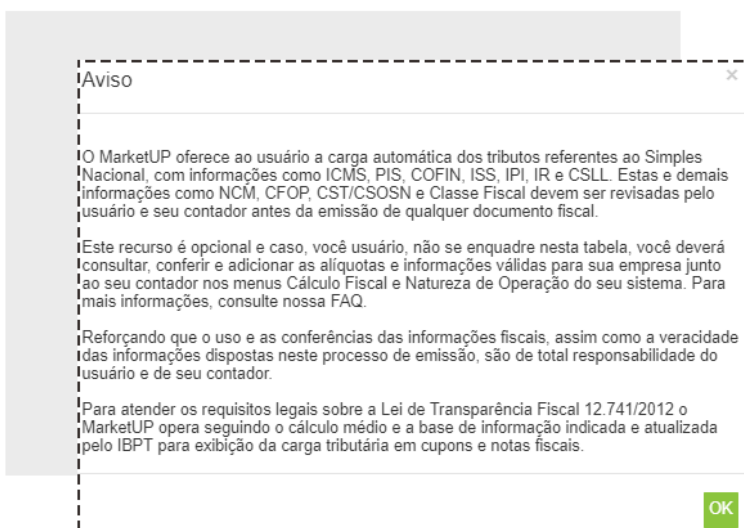 Aviso
×
O MarketUP oferece ao usuário a carga automática dos tributos referentes ao Simples
Nacional, com informações como ICMS, PIS, COFIN, ISS, IPI, IR e CSLL. Estas e demais
informações como NCM, CFOP, CST/CSOSN e Classe Fiscal devem ser revisadas pelo
usuário e seu contador antes da emissão de qualquer documento fiscal.
Este recurso é opcional e caso, você usuário, não se enquadre nesta tabela, você deverá
consultar, conferir e adicionar as alíquotas e informações válidas para sua empresa junto
ao seu contador nos menus Cálculo Fiscal e Natureza de Operação do seu sistema. Para
mais informações, consulte nossa FAQ.
Reforçando que o uso e as conferências das informações fiscais, assim como a veracidade
das informações dispostas neste processo de emissão, são de total responsabilidade do
usuário e de seu contador.
Para atender os requisitos legais sobre a Lei de Transparência Fiscal 12.741/2012 o
MarketUP opera seguindo o cálculo médio e a base de informação indicada e atualizada
pelo IBPT para exibição da carga tributária em cupons e notas fiscais.
OK